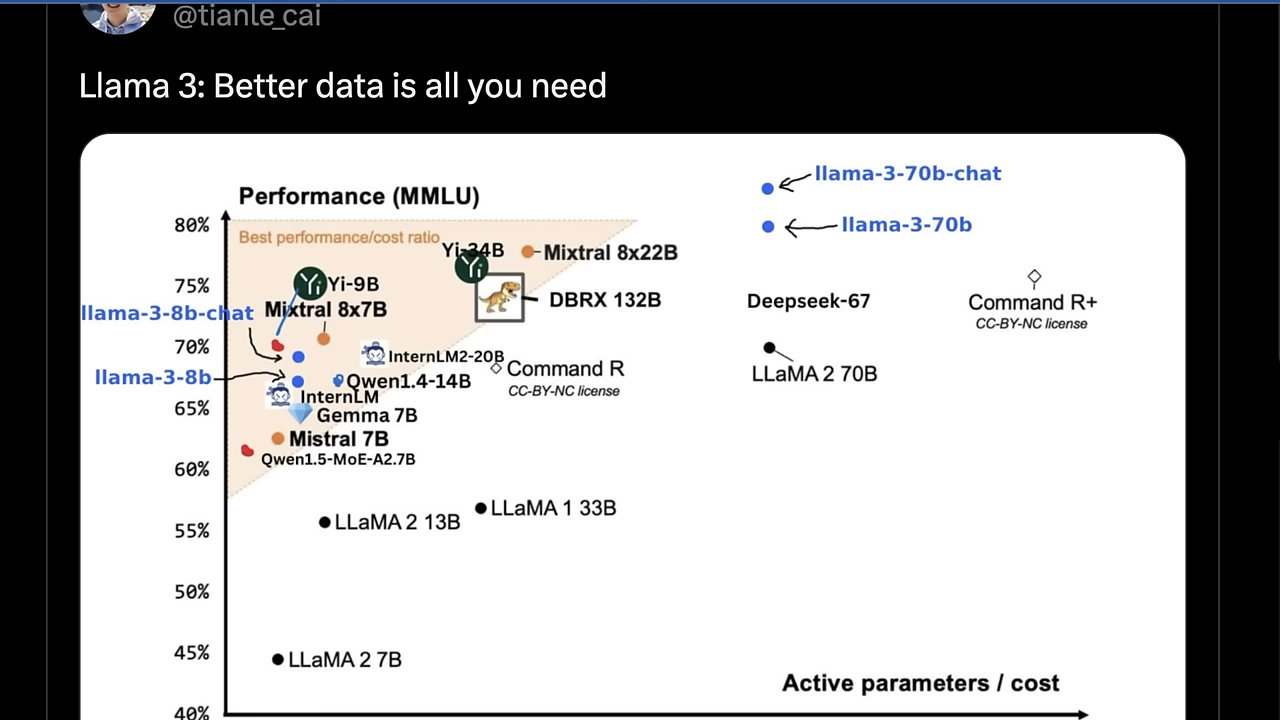 @tianle_cai
Llama 3: Better data is all you need
Performance (MMLU)
llama-3-70b-chat
llama-3-70b
80%
Best performance/cost ratio
Yi-34B
Yi
Mixtral 8x22B
75%
Yi
Yi-9B
DBRX 132B
Deepseek-67
Command R+
CC-BY-NC license
llama-3-8b-chat
Mixtral 8x7B
70%
InternLM2-20B
Command R
CC-BY-NC license
LLaMA 2 70B
llama-3-8b
Qwen1.4-14B
InternLM
65%
Gemma 7B
Mistral 7B
Qwen1.5-MoE-A2.7B
60%
55%
LLaMA 2 13B
LLaMA 1 33B
50%
45%
LLaMA 2 7B
Active parameters / cost
40%